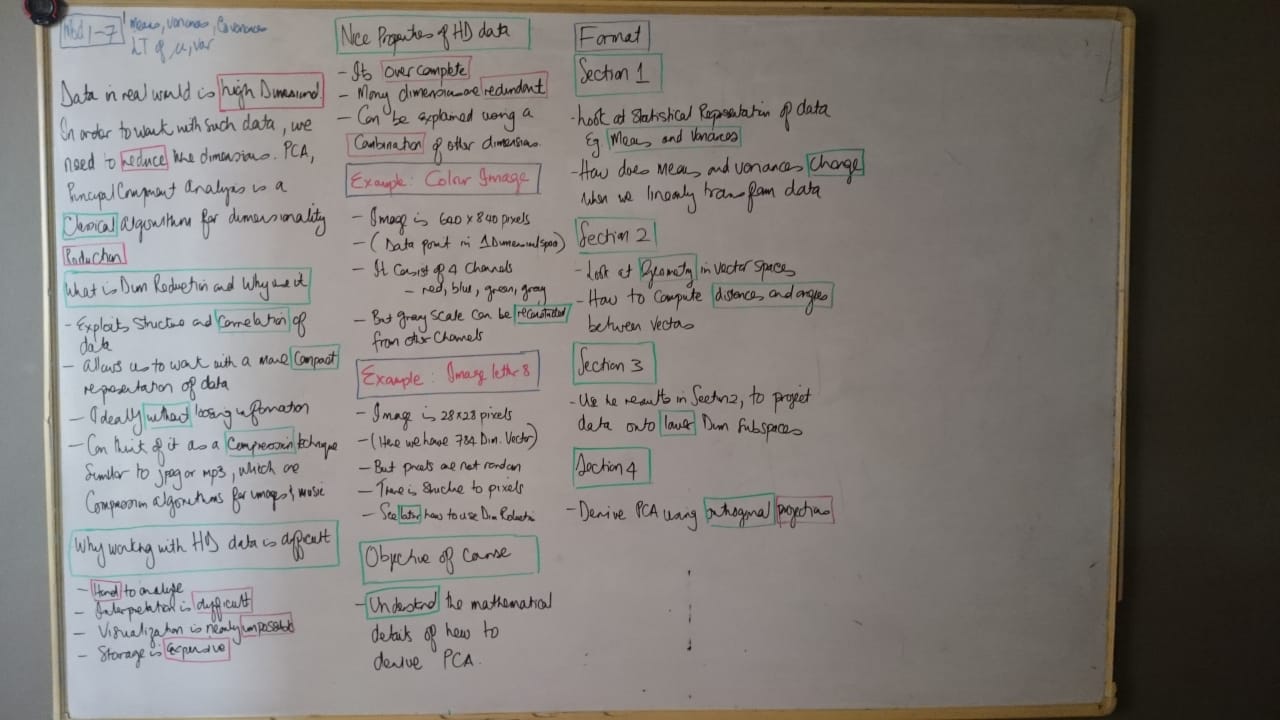 Mod 1-7 Means, Variances, Covariances
LT of μ, var
Data in real world is high Dimensional
In order to work with such data, we
need to reduce the dimensions. PCA,
Principal Component Analysis is a
Classical algorithm for dimensionality
Reduction
What is Dim Reduction and Why use it
- Exploits Structure and Correlation of
data
- allows us to work with a more Compact
representation of data
- Ideally without losing information
- Can think of it as a Compression technique
Similar to jpeg or mp3, which are
Compression algorithms for images & music
Why working with HD data is difficult
- Hard to analyse
- Interpretation is difficult
- Visualization is nearly impossible
- Storage is expensive
Nice Properties of HD data
- Its over complete
- Many dimensions are redundant
- Can be explained using a
Combination of other dimensions.
Example: Colour Image
- Image is 640 x 840 pixels
- (Data point in 1 Dimensional space)
- It Consist of 4 Channels
- red, blue, green, gray
- But gray scale can be reconstructed
from other Channels
Example: Image letter 8
- Image is 28x28 pixels
- (Here we have 784 Dim. Vector)
- But pixels are not random
- There is Structure to pixels
- See later how to use Dim Reduction
Objective of Course
- Understand the mathematical
details of how to
derive PCA.
Format
Section 1
- Look at Statistical Representation of data
Eg Means and Variances
- How does Means and variances Change
when we linearly transform data
Section 2
- Look at Geometry in vector spaces
- How to Compute distances and angles
between Vectors
Section 3
- Use the results in Section 2, to project
data onto lower Dim Subspaces
Section 4
- Derive PCA using orthogonal projections